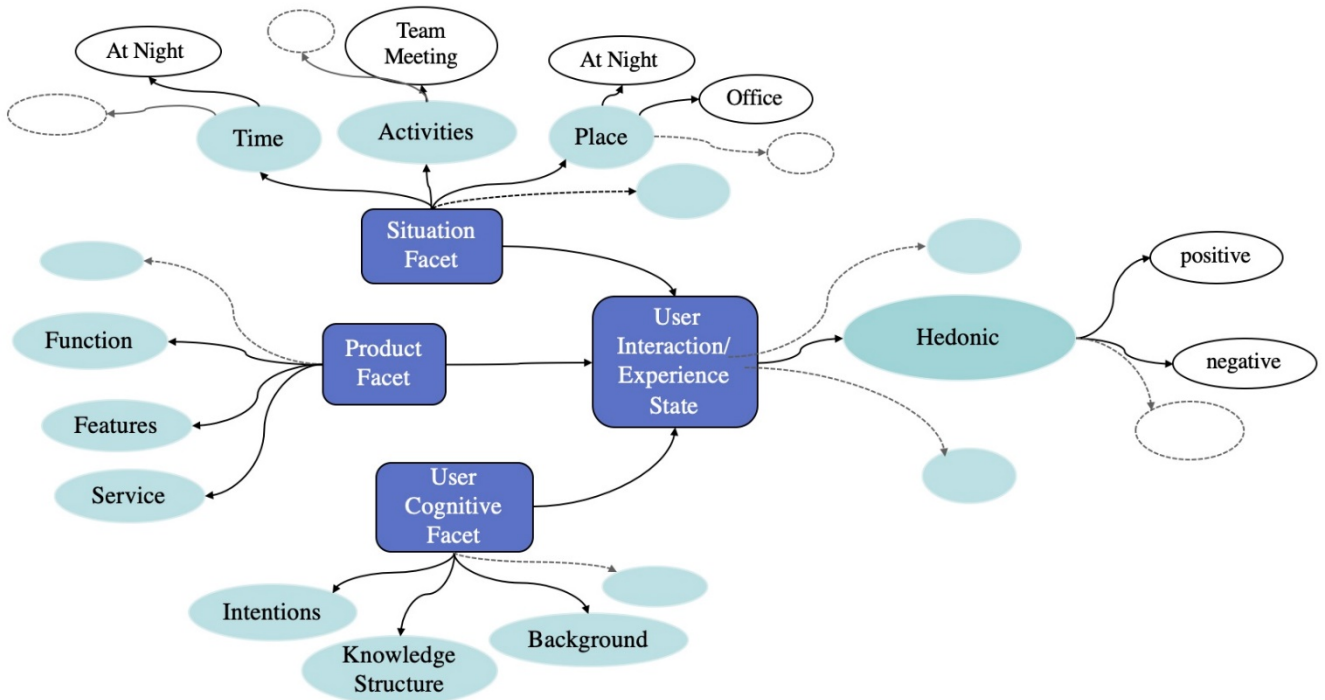 At Night
Team
Meeting
At Night
Office
Time
Activities
Place
Situation
Facet
positive
Function
Product
Facet
User
Interaction/
Experience
State
Hedonic
negative
Features
Service
User
Cognitive
Facet
Intentions
Knowledge
Structure
Background